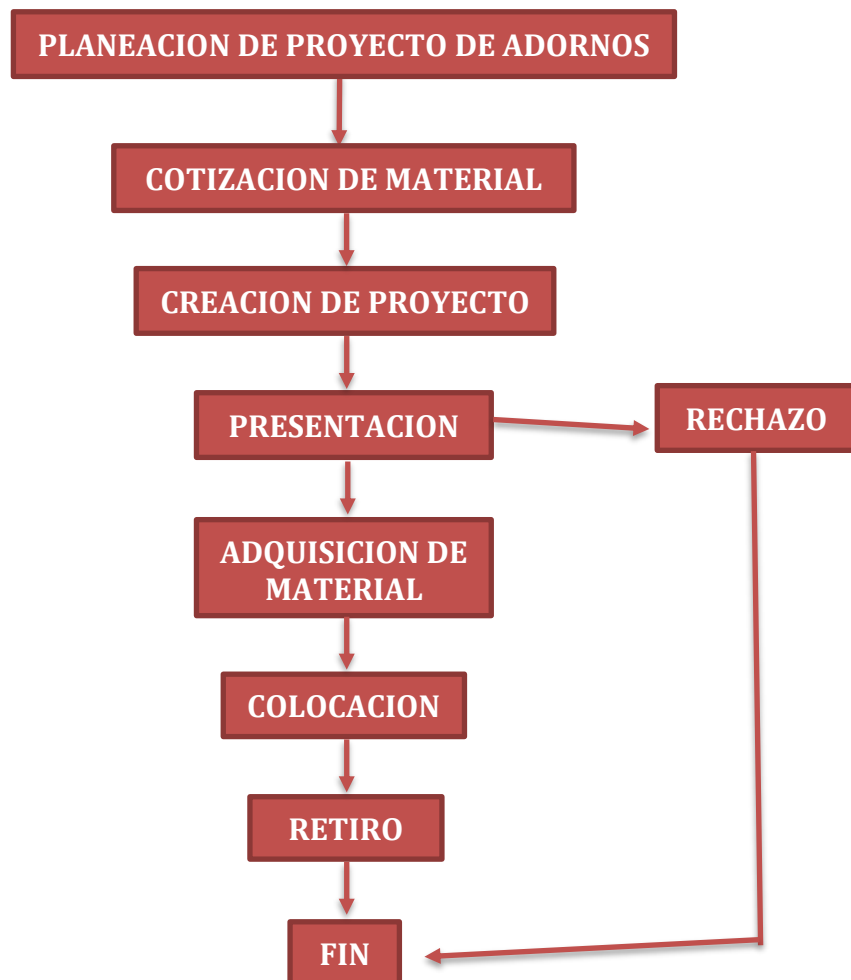 PLANEACION DE PROYECTO DE ADORNOS
COTIZACION DE MATERIAL
CREACION DE PROYECTO
PRESENTACION
RECHAZO
ADQUISICION DE
MATERIAL
COLOCACION
RETIRO
FIN